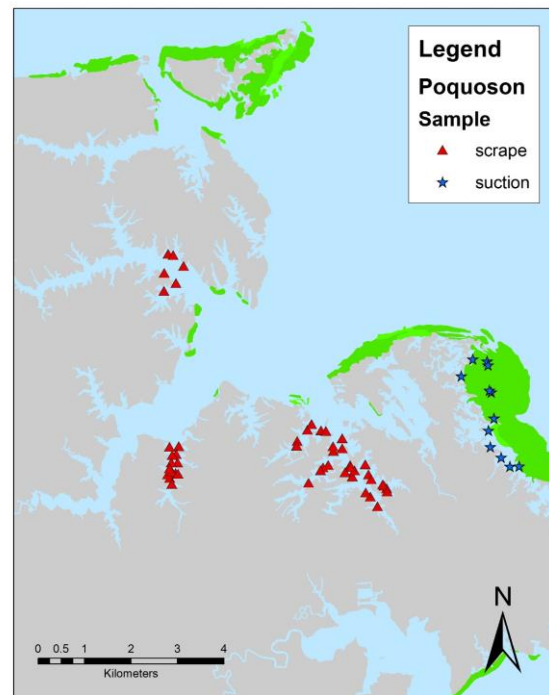 Legend
Poquoson
Sample
scrape
suction
N
0 0.5 1 2 3 4
Kilometers